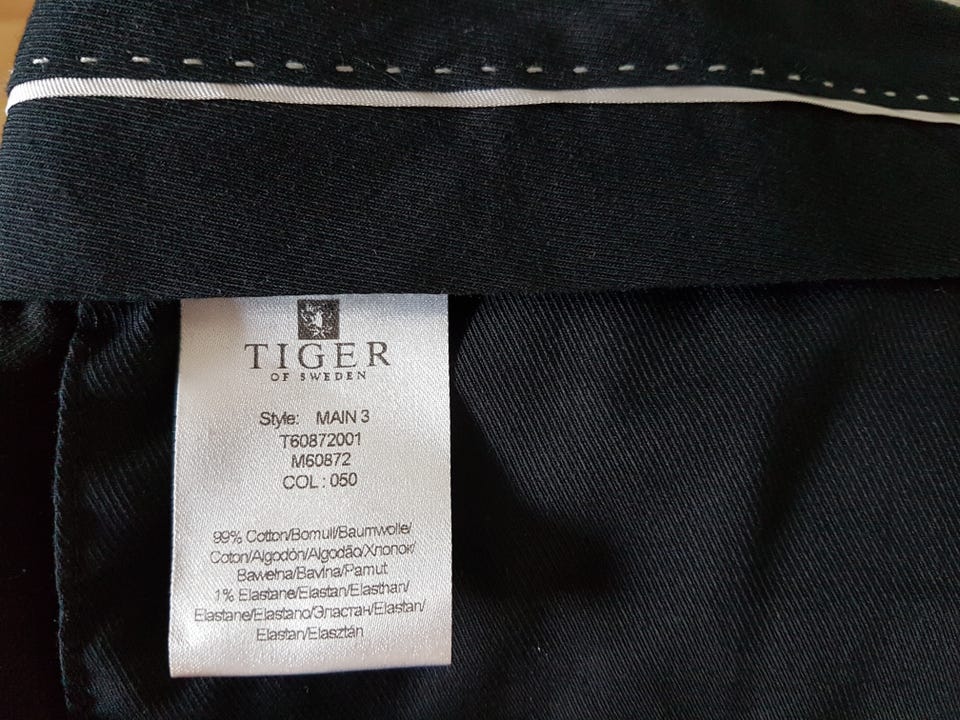 TIGER
OF SWEDEN
Style: MAIN 3
T60872001
M60872
COL : 050
99% Cotton/Bomull/Baumwolle/
Coton/Algodón/Algodão/Хлопок/
Bawełna/Bavlna/Pamut
1% Elastane/Elastan/Elasthan/
Elastane/Elastano/Эластан/Elastan/
Elastan/Elasztán